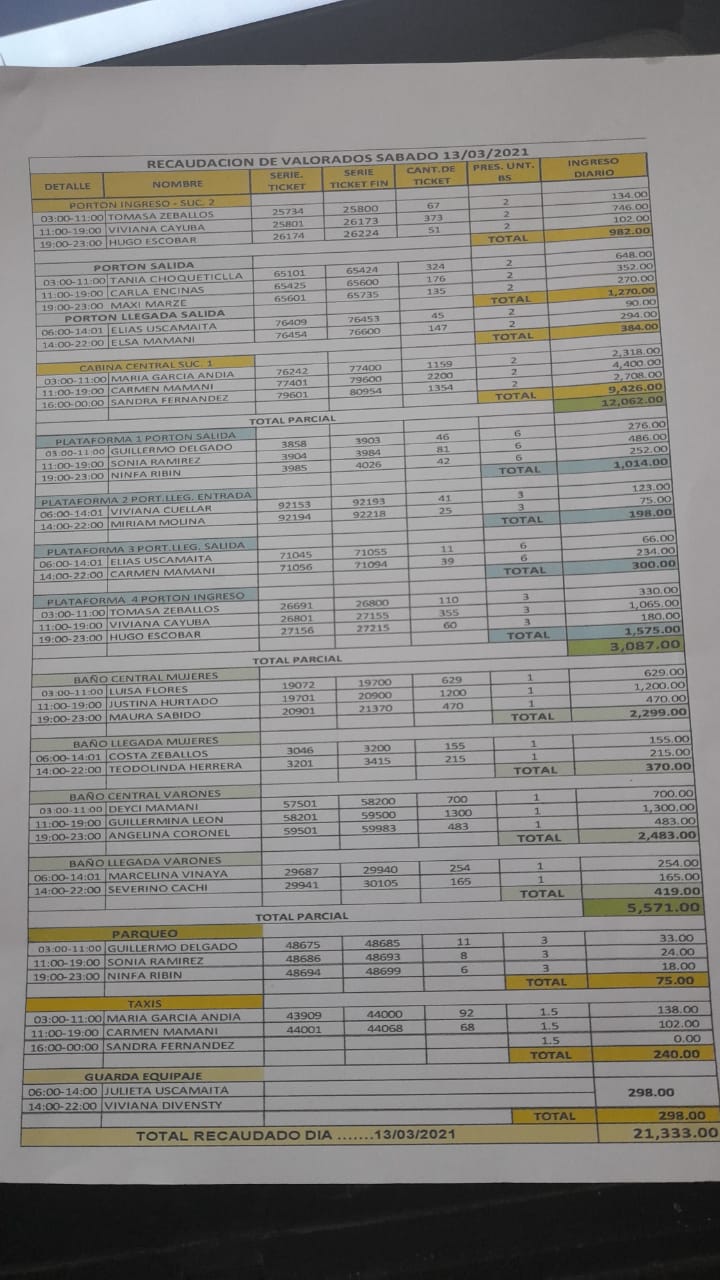 RECAUDACION DE VALORADOS SABADO 13/03/2021
DETALLE NOMBRE SERIE. TICKET SERIE TICKET FIN CANT.DE TICKET PRES. UNT. BS INGRESO DIARIO
PORTON INGRESO - SUC. 2
03:00-11:00 TOMASA ZEBALLOS 25734 25800 67 2 134.00
11:00-19:00 VIVIANA CAYUBA 25801 26173 373 2 746.00
19:00-23:00 HUGO ESCOBAR 26174 26224 51 2 102.00
TOTAL 982.00
PORTON SALIDA
03:00-11:00 TANIA CHOQUETICLLA 65101 65424 324 2 648.00
11:00-19:00 CARLA ENCINAS 65425 65600 176 2 352.00
19:00-23:00 MAXI MARZE 65601 65735 135 2 270.00
TOTAL 1,270.00
PORTON LLEGADA SALIDA
06:00-14:01 ELIAS USCAMAITA 76409 76453 45 2 90.00
14:00-22:00 ELSA MAMANI 76454 76600 147 2 294.00
TOTAL 384.00
CABINA CENTRAL SUC. 1
03:00-11:00 MARIA GARCIA ANDIA 76242 77400 1159 2 2,318.00
11:00-19:00 CARMEN MAMANI 77401 79600 2200 2 4,400.00
16:00-00:00 SANDRA FERNANDEZ 79601 80954 1354 2 2,708.00
TOTAL 9,426.00
TOTAL PARCIAL 12,062.00
PLATAFORMA 1 PORTON SALIDA
03:00-11:00 GUILLERMO DELGADO 3858 3903 46 6 276.00
11:00-19:00 SONIA RAMIREZ 3904 3984 81 6 486.00
19:00-23:00 NINFA RIBIN 3985 4026 42 6 252.00
TOTAL 1,014.00
PLATAFORMA 2 PORT.LLEG. ENTRADA
06:00-14:01 VIVIANA CUELLAR 92153 92193 41 3 123.00
14:00-22:00 MIRIAM MOLINA 92194 92218 25 3 75.00
TOTAL 198.00
PLATAFORMA 3 PORT.LLEG. SALIDA
06:00-14:01 ELIAS USCAMAITA 71045 71055 11 6 66.00
14:00-22:00 CARMEN MAMANI 71056 71094 39 6 234.00
TOTAL 300.00
PLATAFORMA 4 PORTON INGRESO
03:00-11:00 TOMASA ZEBALLOS 26691 26800 110 3 330.00
11:00-19:00 VIVIANA CAYUBA 26801 27155 355 3 1,065.00
19:00-23:00 HUGO ESCOBAR 27156 27215 60 3 180.00
TOTAL 1,575.00
TOTAL PARCIAL 3,087.00
BAÑO CENTRAL MUJERES
03:00-11:00 LUISA FLORES 19072 19700 629 1 629.00
11:00-19:00 JUSTINA HURTADO 19701 20900 1200 1 1,200.00
19:00-23:00 MAURA SABIDO 20901 21370 470 1 470.00
TOTAL 2,299.00
BAÑO LLEGADA MUJERES
06:00-14:01 COSTA ZEBALLOS 3046 3200 155 1 155.00
14:00-22:00 TEODOLINDA HERRERA 3201 3415 215 1 215.00
TOTAL 370.00
BAÑO CENTRAL VARONES
03:00-11:00 DEYCI MAMANI 57501 58200 700 1 700.00
11:00-19:00 GUILLERMINA LEON 58201 59500 1300 1 1,300.00
19:00-23:00 ANGELINA CORONEL 59501 59983 483 1 483.00
TOTAL 2,483.00
BAÑO LLEGADA VARONES
06:00-14:01 MARCELINA VINAYA 29687 29940 254 1 254.00
14:00-22:00 SEVERINO CACHI 29941 30105 165 1 165.00
TOTAL 419.00
TOTAL PARCIAL 5,571.00
PARQUEO
03:00-11:00 GUILLERMO DELGADO 48675 48685 11 3 33.00
11:00-19:00 SONIA RAMIREZ 48686 48693 8 3 24.00
19:00-23:00 NINFA RIBIN 48694 48699 6 3 18.00
TOTAL 75.00
TAXIS
03:00-11:00 MARIA GARCIA ANDIA 43909 44000 92 1.5 138.00
11:00-19:00 CARMEN MAMANI 44001 44068 68 1.5 102.00
16:00-00:00 SANDRA FERNANDEZ 1.5 0.00
TOTAL 240.00
GUARDA EQUIPAJE
06:00-14:00 JULIETA USCAMAITA 298.00
14:00-22:00 VIVIANA DIVENSTY
TOTAL 298.00
TOTAL RECAUDADO DIA .......13/03/2021 21,333.00